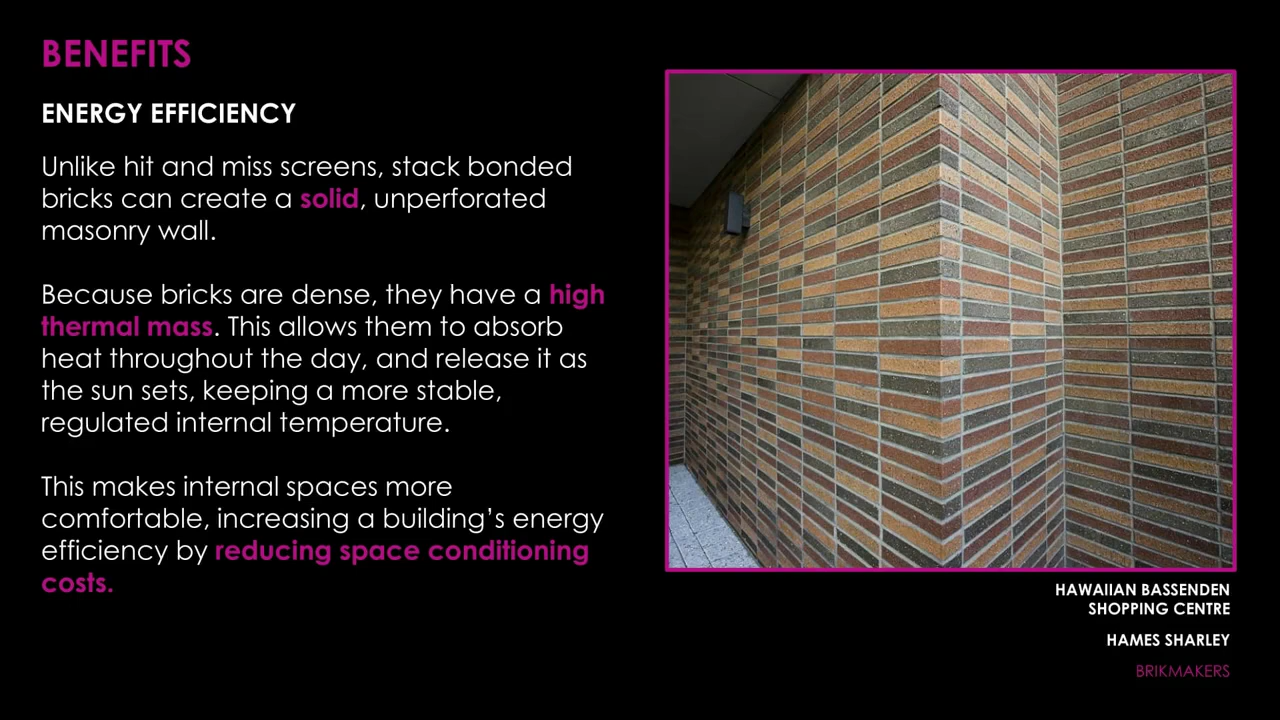 BENEFITS
ENERGY EFFICIENCY
Unlike hit and miss screens, stack bonded
bricks can create a solid, unperforated
masonry wall.
Because bricks are dense, they have a high
thermal mass. This allows them to absorb
heat throughout the day, and release it as
the sun sets, keeping a more stable,
regulated internal temperature.
This makes internal spaces more
comfortable, increasing a building’s energy
efficiency by reducing space conditioning
costs.
HAWAIIAN BASSENDEN
SHOPPING CENTRE
HAMES SHARLEY
BRIKMAKERS